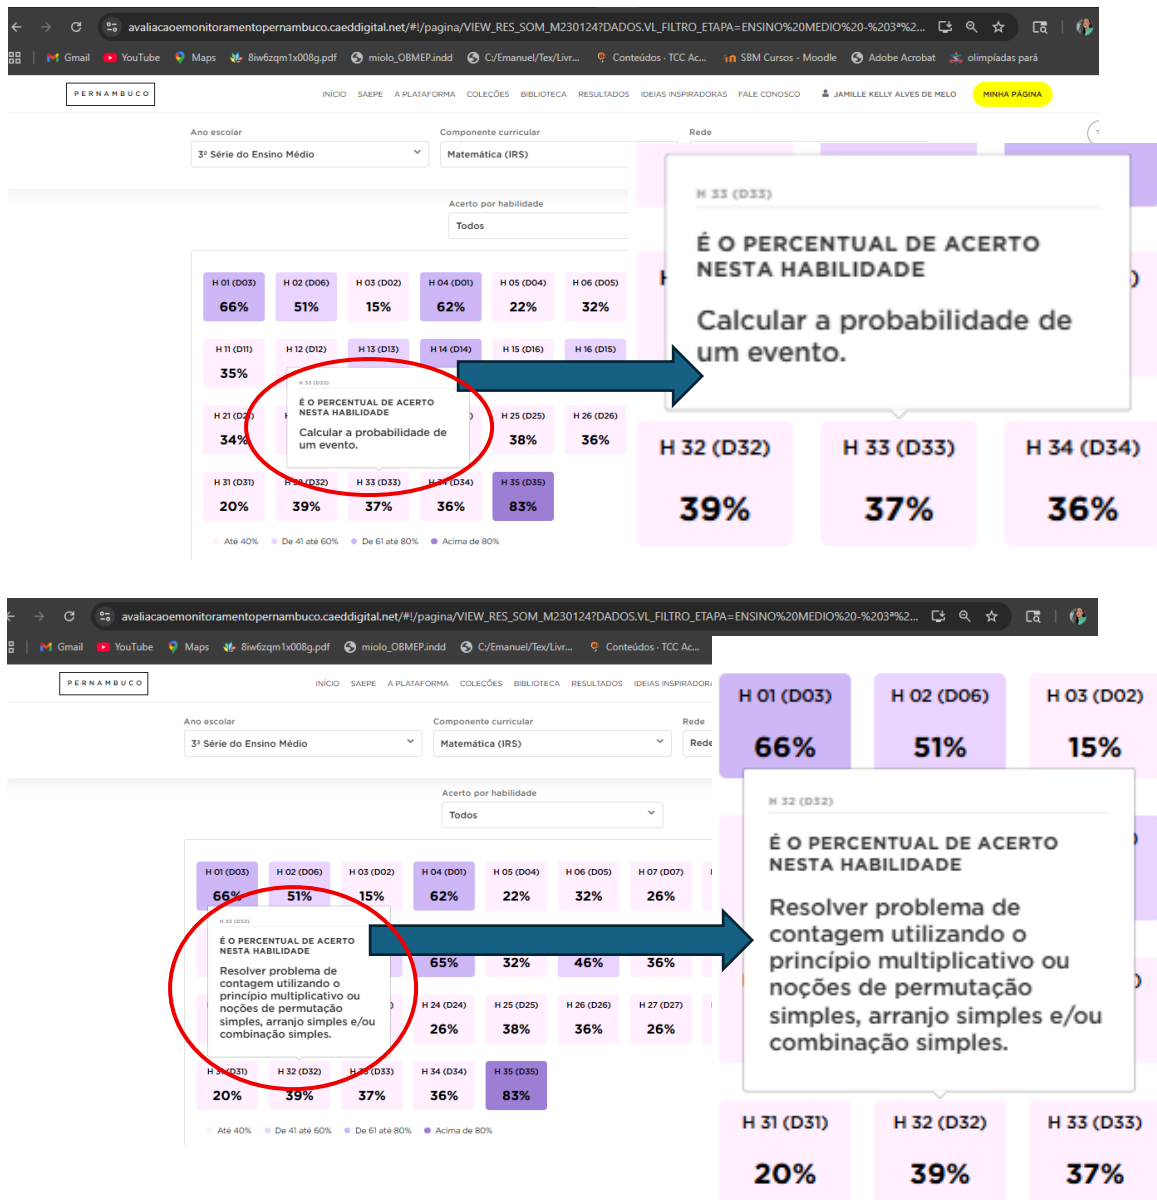 avaliacaoemonitoramentopernambuco.caeddigital.net/#!/pagina/VIEW_RES_SOM_M230124?DADOS.VL_FILTRO_ETAPA=ENSINO%20MEDIO%20-%203ª%2...
Gmail YouTube Maps 8iw6zqm1x008g.pdf miolo_OBMEP.indd C:/Emanuel/Tex/Livr... Conteúdos · TCC Ac... SBM Cursos - Moodle Adobe Acrobat olimpíadas pará
PERNAMBUCO INÍCIO SAEPE A PLATAFORMA COLEÇÕES BIBLIOTECA RESULTADOS IDEIAS INSPIRADORAS FALE CONOSCO JAMILLE KELLY ALVES DE MELO MINHA PÁGINA
Ano escolar Componente curricular Rede
3ª Série do Ensino Médio Matemática (IRS)
Acerto por habilidade
Todos
H 01 (D03) H 02 (D06) H 03 (D02) H 04 (D01) H 05 (D04) H 06 (D05)
66% 51% 15% 62% 22% 32%
H 11 (D11) H 12 (D12) H 13 (D13) H 14 (D14) H 15 (D16) H 16 (D15)
35%
H 33 (D33)
É O PERCENTUAL DE ACERTO
NESTA HABILIDADE
Calcular a probabilidade de
um evento.
H 25 (D25) H 26 (D26)
34% 38% 36%
H 31 (D31) H 32 (D32) H 33 (D33) H 34 (D34) H 35 (D35)
20% 39% 37% 36% 83%
Até 40% De 41 até 60% De 61 até 80% Acima de 80%
H 33 (D33)
É O PERCENTUAL DE ACERTO
NESTA HABILIDADE
Calcular a probabilidade de
um evento.
H 32 (D32) H 33 (D33) H 34 (D34)
39% 37% 36%
avaliacaoemonitoramentopernambuco.caeddigital.net/#!/pagina/VIEW_RES_SOM_M230124?DADOS.VL_FILTRO_ETAPA=ENSINO%20MEDIO%20-%203ª%2...
Gmail YouTube Maps 8iw6zqm1x008g.pdf miolo_OBMEP.indd C:/Emanuel/Tex/Livr... Conteúdos · TCC Ac...
PERNAMBUCO INÍCIO SAEPE A PLATAFORMA COLEÇÕES BIBLIOTECA RESULTADOS IDEIAS INSPIRADORA
Ano escolar Componente curricular Rede
3ª Série do Ensino Médio Matemática (IRS) Rede
Acerto por habilidade
Todos
H 01 (D03) H 02 (D06) H 03 (D02) H 04 (D01) H 05 (D04) H 06 (D05) H 07 (D07)
66% 51% 15% 62% 22% 32% 26%
H 32 (D32)
É O PERCENTUAL DE ACERTO
NESTA HABILIDADE
Resolver problema de
contagem utilizando o
princípio multiplicativo ou
noções de permutação
simples, arranjo simples e/ou
combinação simples.
65% 32% 46% 36%
H 24 (D24) H 25 (D25) H 26 (D26) H 27 (D27)
26% 38% 36% 26%
H 31 (D31) H 32 (D32) H 33 (D33) H 34 (D34) H 35 (D35)
20% 39% 37% 36% 83%
Até 40% De 41 até 60% De 61 até 80% Acima de 80%
H 01 (D03) H 02 (D06) H 03 (D02)
66% 51% 15%
H 32 (D32)
É O PERCENTUAL DE ACERTO
NESTA HABILIDADE
Resolver problema de
contagem utilizando o
princípio multiplicativo ou
noções de permutação
simples, arranjo simples e/ou
combinação simples.
H 31 (D31) H 32 (D32) H 33 (D33)
20% 39% 37%